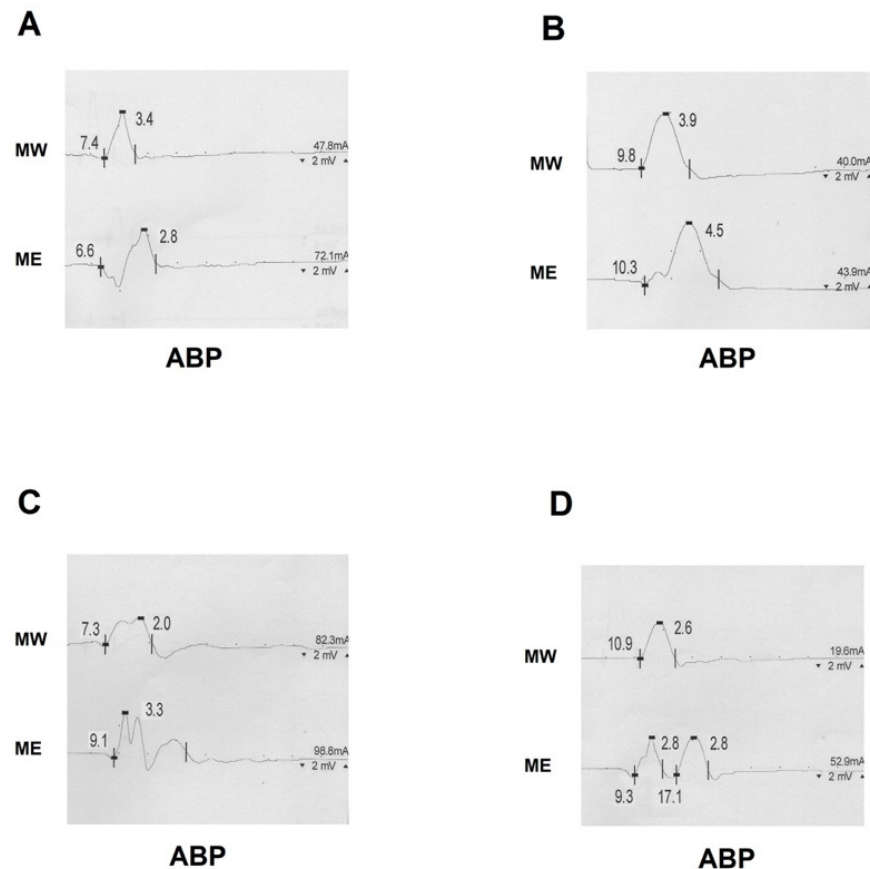 A
MW
7.4
3.4
47.8mA
2 mV
ME
6.6
2.8
72.1mA
2 mV
ABP
B
MW
9.8
3.9
40.0mA
2 mV
ME
10.3
4.5
43.9mA
2 mV
ABP
C
MW
7.3
2.0
82.3mA
2 mV
ME
9.1
3.3
98.8mA
2 mV
ABP
D
MW
10.9
2.6
19.6mA
2 mV
ME
2.8
2.8
52.9mA
2 mV
9.3
17.1
ABP